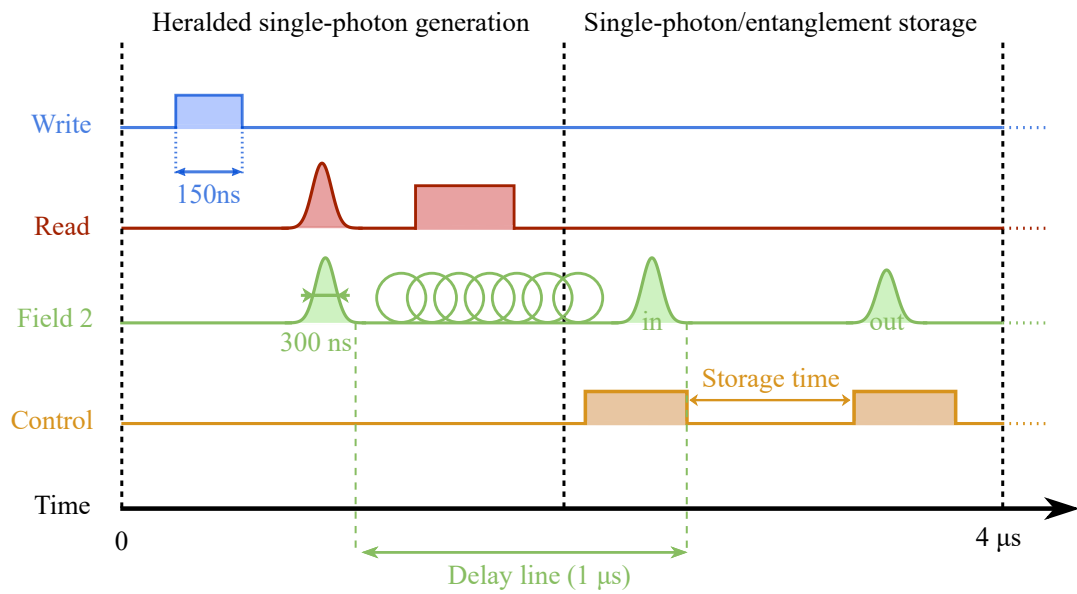 Heralded single-photon generation
Single-photon/entanglement storage
Write
150ns
Read
Field 2
300 ns
in
out
Storage time
Control
Time
0
4 μs
Delay line (1 μs)